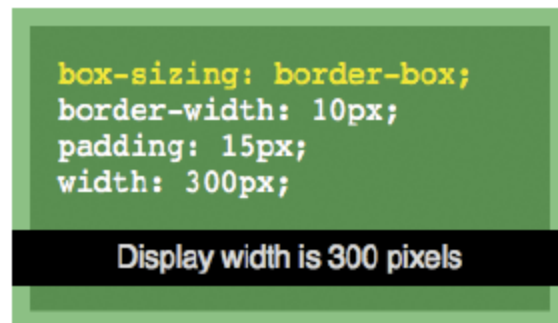 box-sizing: border-box;
border-width: 10px;
padding: 15px;
width: 300px;
Display width is 300 pixels